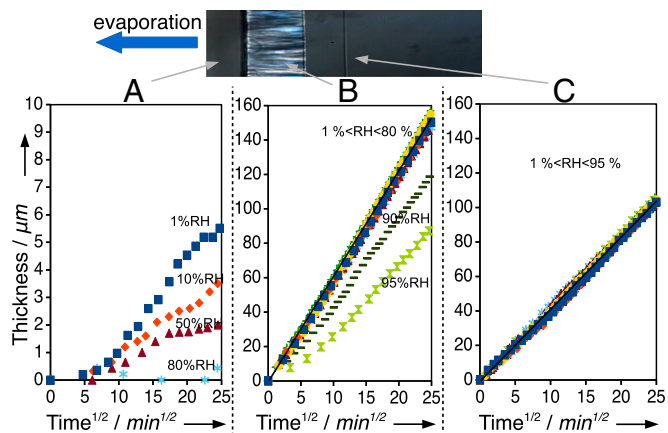 evaporation
A B C
Thickness / μm
10
9
8
7
6
5
4
3
2
1
0
1%RH
10%RH
50%RH
80%RH
0 5 10 15 20 25
Time1/2 / min1/2
160
140
120
100
80
60
40
20
0
1 %<RH<80 %
90%RH
95%RH
0 5 10 15 20 25
Time1/2 / min1/2
160
140
120
100
80
60
40
20
0
1 %<RH<95 %
0 5 10 15 20 25
Time1/2 / min1/2